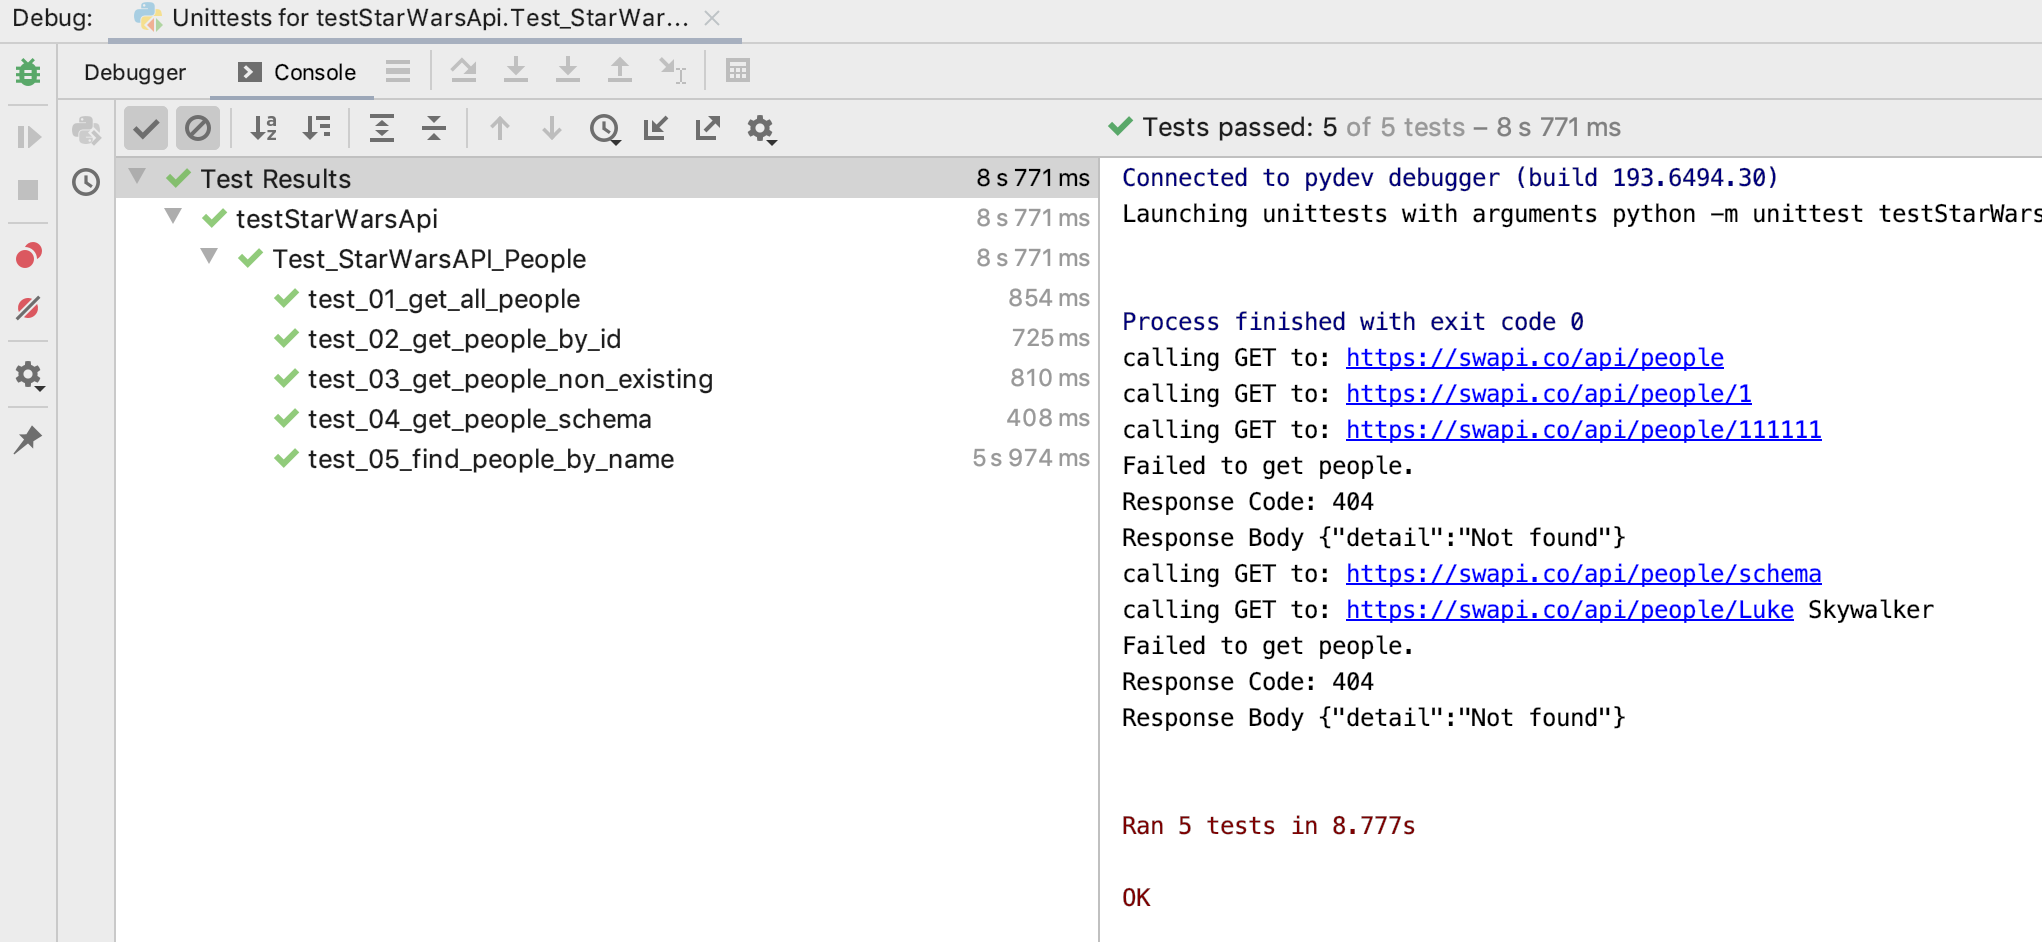 Debug:
Unittests for testStarWarsApi.Test_StarWar...
Debugger
Console
Tests passed: 5 of 5 tests – 8 s 771 ms
Test Results 8 s 771 ms
testStarWarsApi 8 s 771 ms
Test_StarWarsAPI_People 8 s 771 ms
test_01_get_all_people 854 ms
test_02_get_people_by_id 725 ms
test_03_get_people_non_existing 810 ms
test_04_get_people_schema 408 ms
test_05_find_people_by_name 5 s 974 ms
Connected to pydev debugger (build 193.6494.30)
Launching unittests with arguments python -m unittest testStarWars
Process finished with exit code 0
calling GET to: https://swapi.co/api/people
calling GET to: https://swapi.co/api/people/1
calling GET to: https://swapi.co/api/people/111111
Failed to get people.
Response Code: 404
Response Body {"detail":"Not found"}
calling GET to: https://swapi.co/api/people/schema
calling GET to: https://swapi.co/api/people/Luke Skywalker
Failed to get people.
Response Code: 404
Response Body {"detail":"Not found"}
Ran 5 tests in 8.777s
OK